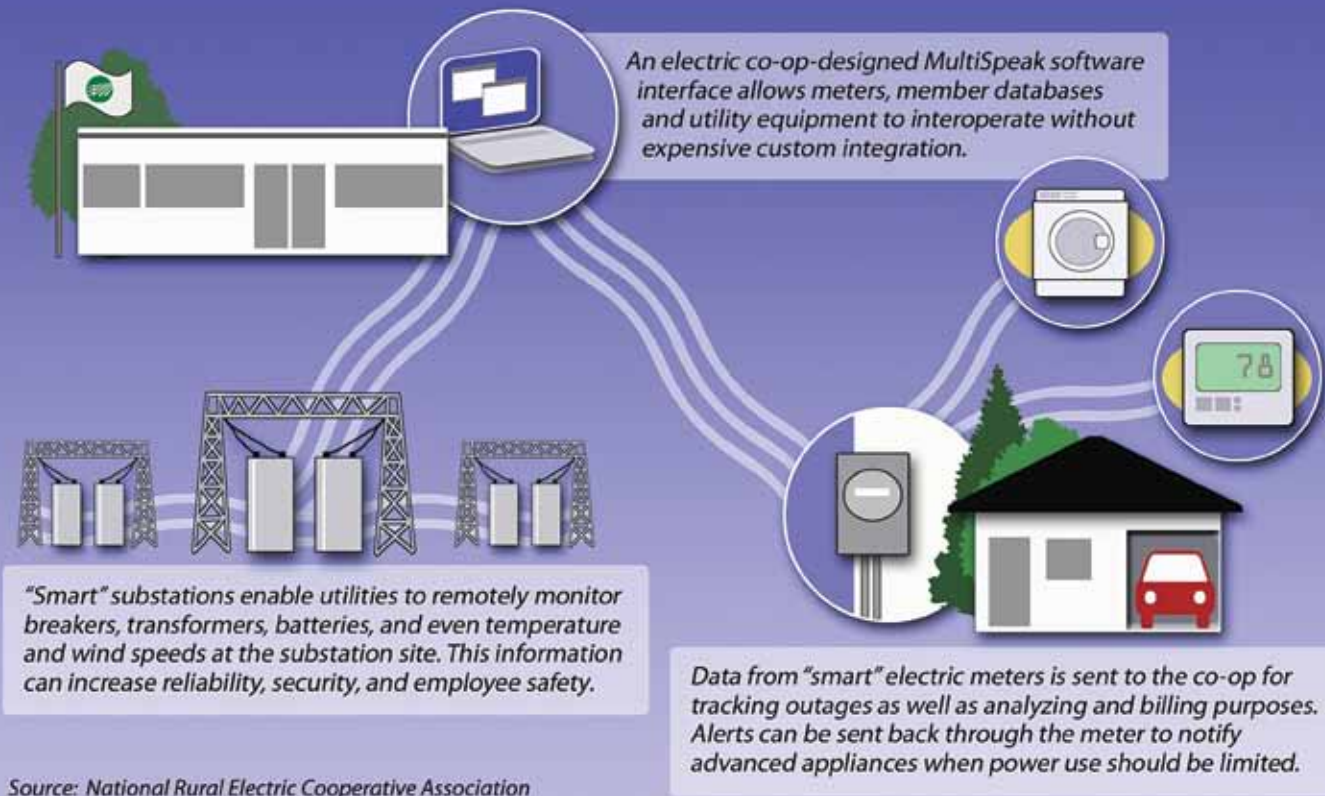 An electric co-op-designed MultiSpeak software
interface allows meters, member databases
and utility equipment to interoperate without
expensive custom integration.
78
"Smart" substations enable utilities to remotely monitor
breakers, transformers, batteries, and even temperature
and wind speeds at the substation site. This information
can increase reliability, security, and employee safety.
Data from "smart" electric meters is sent to the co-op for
tracking outages as well as analyzing and billing purposes.
Alerts can be sent back through the meter to notify
advanced appliances when power use should be limited.
Source: National Rural Electric Cooperative Association